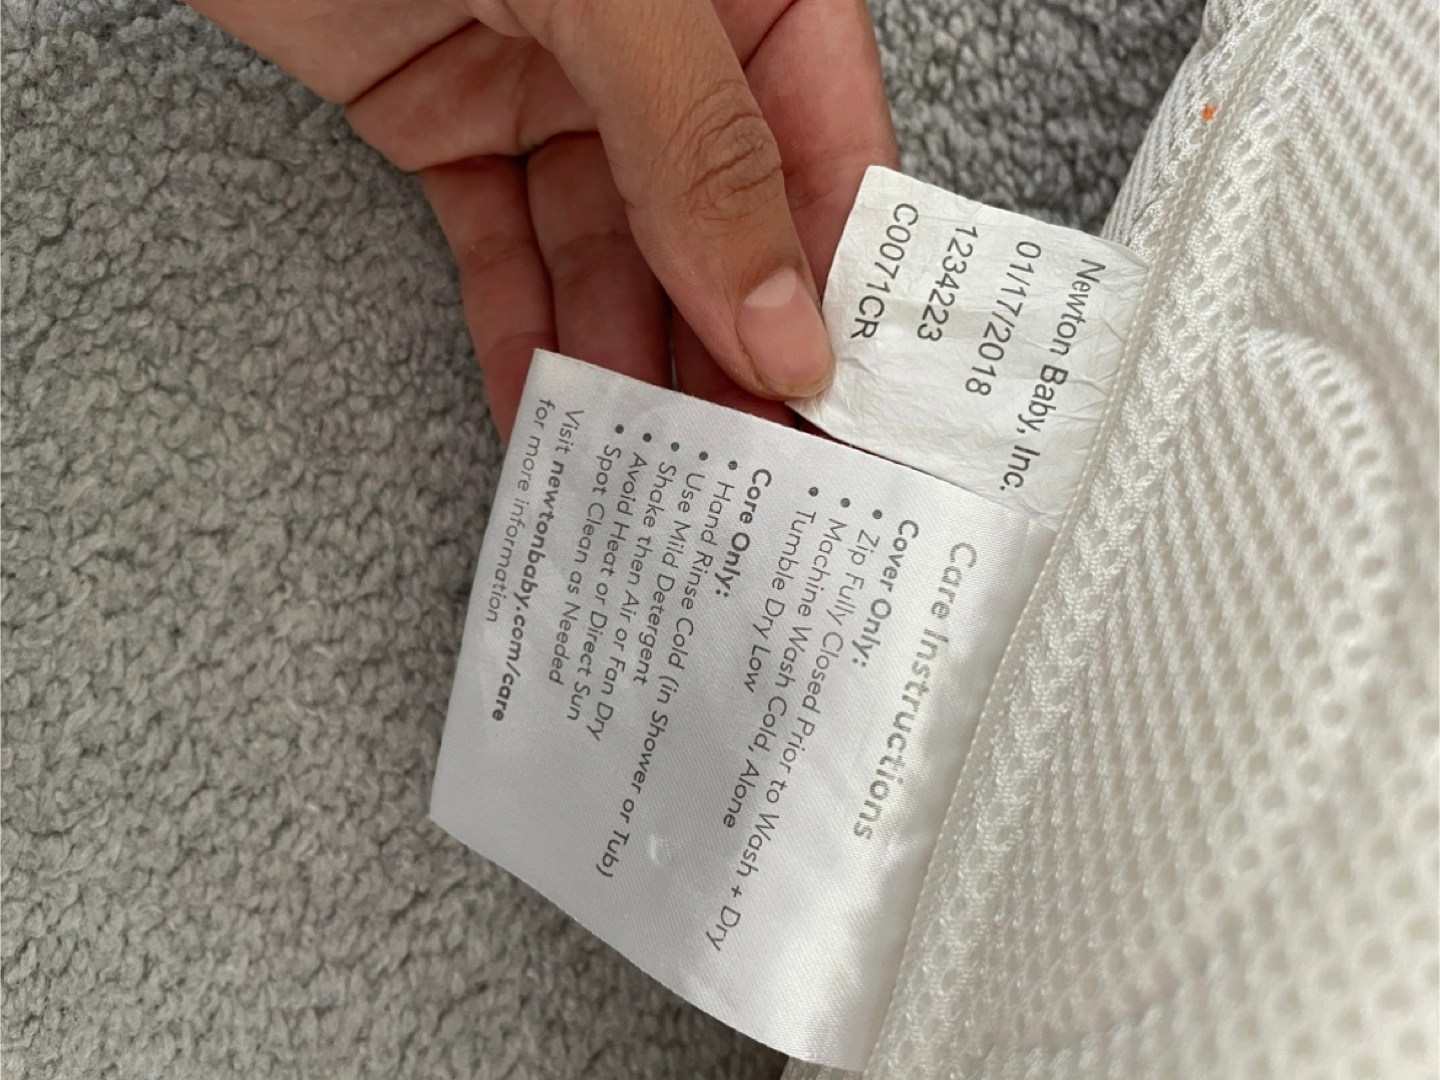 Newton Baby, Inc.
01/17/2018
1234223
C0071CR
Care Instructions
Cover Only:
• Zip Fully Closed Prior to Wash + Dry
• Machine Wash Cold, Alone
• Tumble Dry Low
Core Only:
• Hand Rinse Cold (in Shower or Tub)
• Use Mild Detergent
• Shake then Air or Fan Dry
• Avoid Heat or Direct Sun
• Spot Clean as Needed
Visit newtonbaby.com/care
for more information